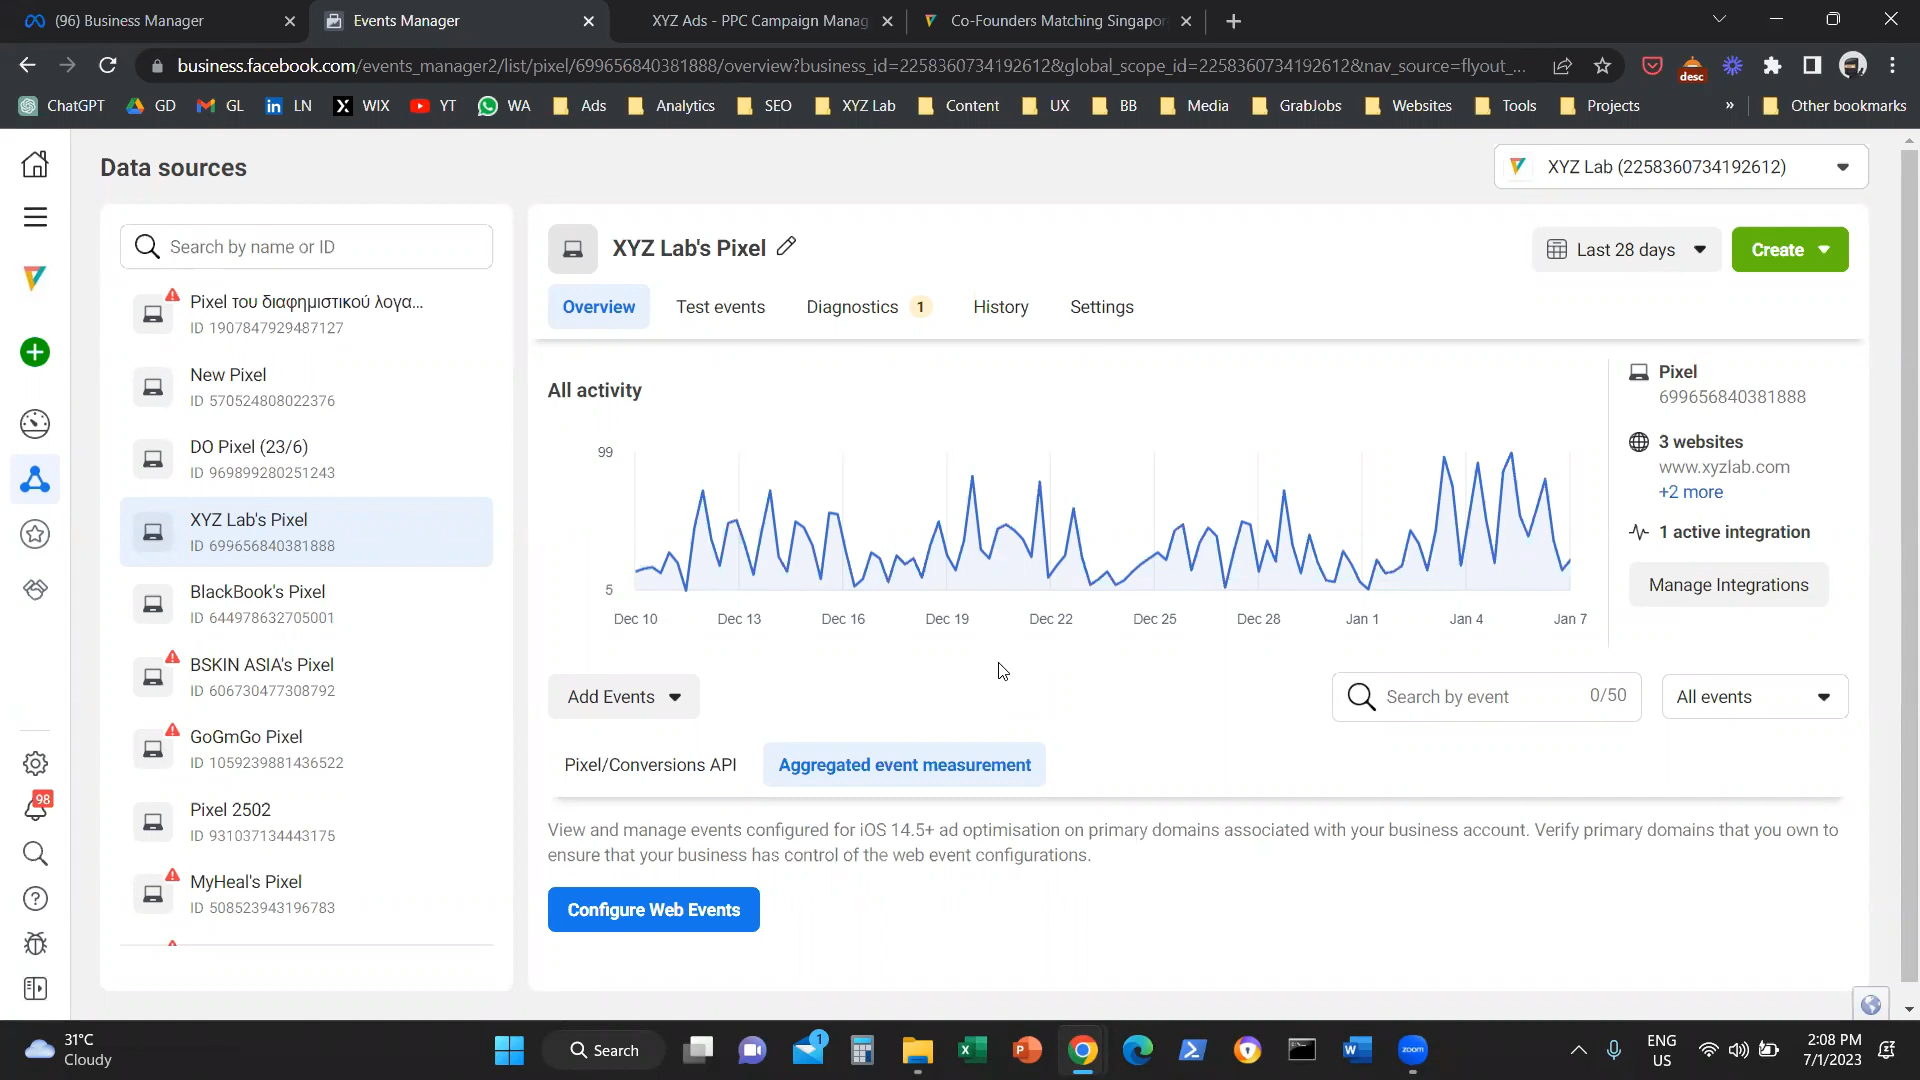 (96) Business Manager
Events Manager
XYZ Ads - PPC Campaign Manag
Co-Founders Matching Singapor
business.facebook.com/events_manager2/list/pixel/699656840381888/overview?business_id=2258360734192612&global_scope_id=2258360734192612&nav_source=flyout_...
desc
ChatGPT
GD
GL
LN
WIX
YT
WA
Ads
Analytics
SEO
XYZ Lab
Content
UX
BB
Media
GrabJobs
Websites
Tools
Projects
»
Other bookmarks
Data sources
XYZ Lab (2258360734192612)
Search by name or ID
Pixel του διαφημιστικού λογα...
ID 1907847929487127
New Pixel
ID 570524808022376
DO Pixel (23/6)
ID 969899280251243
XYZ Lab's Pixel
ID 699656840381888
BlackBook's Pixel
ID 644978632705001
BSKIN ASIA's Pixel
ID 606730477308792
GoGmGo Pixel
ID 1059239881436522
Pixel 2502
ID 931037134443175
MyHeal's Pixel
ID 508523943196783
98
XYZ Lab's Pixel
Last 28 days
Create
Overview
Test events
Diagnostics 1
History
Settings
All activity
99
5
Dec 10
Dec 13
Dec 16
Dec 19
Dec 22
Dec 25
Dec 28
Jan 1
Jan 4
Jan 7
Pixel
699656840381888
3 websites
www.xyzlab.com
+2 more
1 active integration
Manage Integrations
Add Events
Search by event 0/50
All events
Pixel/Conversions API
Aggregated event measurement
View and manage events configured for iOS 14.5+ ad optimisation on primary domains associated with your business account. Verify primary domains that you own to
ensure that your business has control of the web event configurations.
Configure Web Events
31°C
Cloudy
Search
1
zoom
ENG
US
2:08 PM
7/1/2023